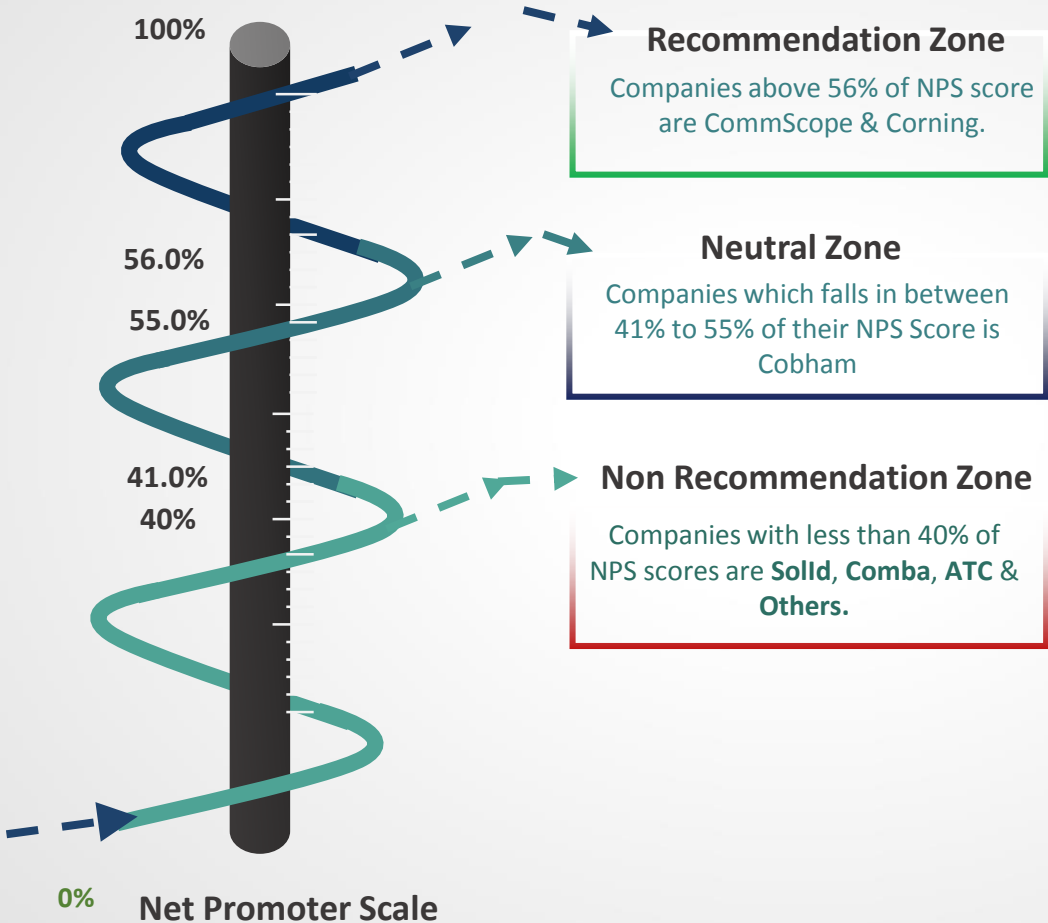 100%
Recommendation Zone
Companies above 56% of NPS score
are CommScope & Corning.
56.0%
55.0%
Neutral Zone
Companies which falls in between
41% to 55% of their NPS Score is
Cobham
41.0%
40%
Non Recommendation Zone
Companies with less than 40% of
NPS scores are Solid, Comba, ATC &
Others.
0%
Net Promoter Scale